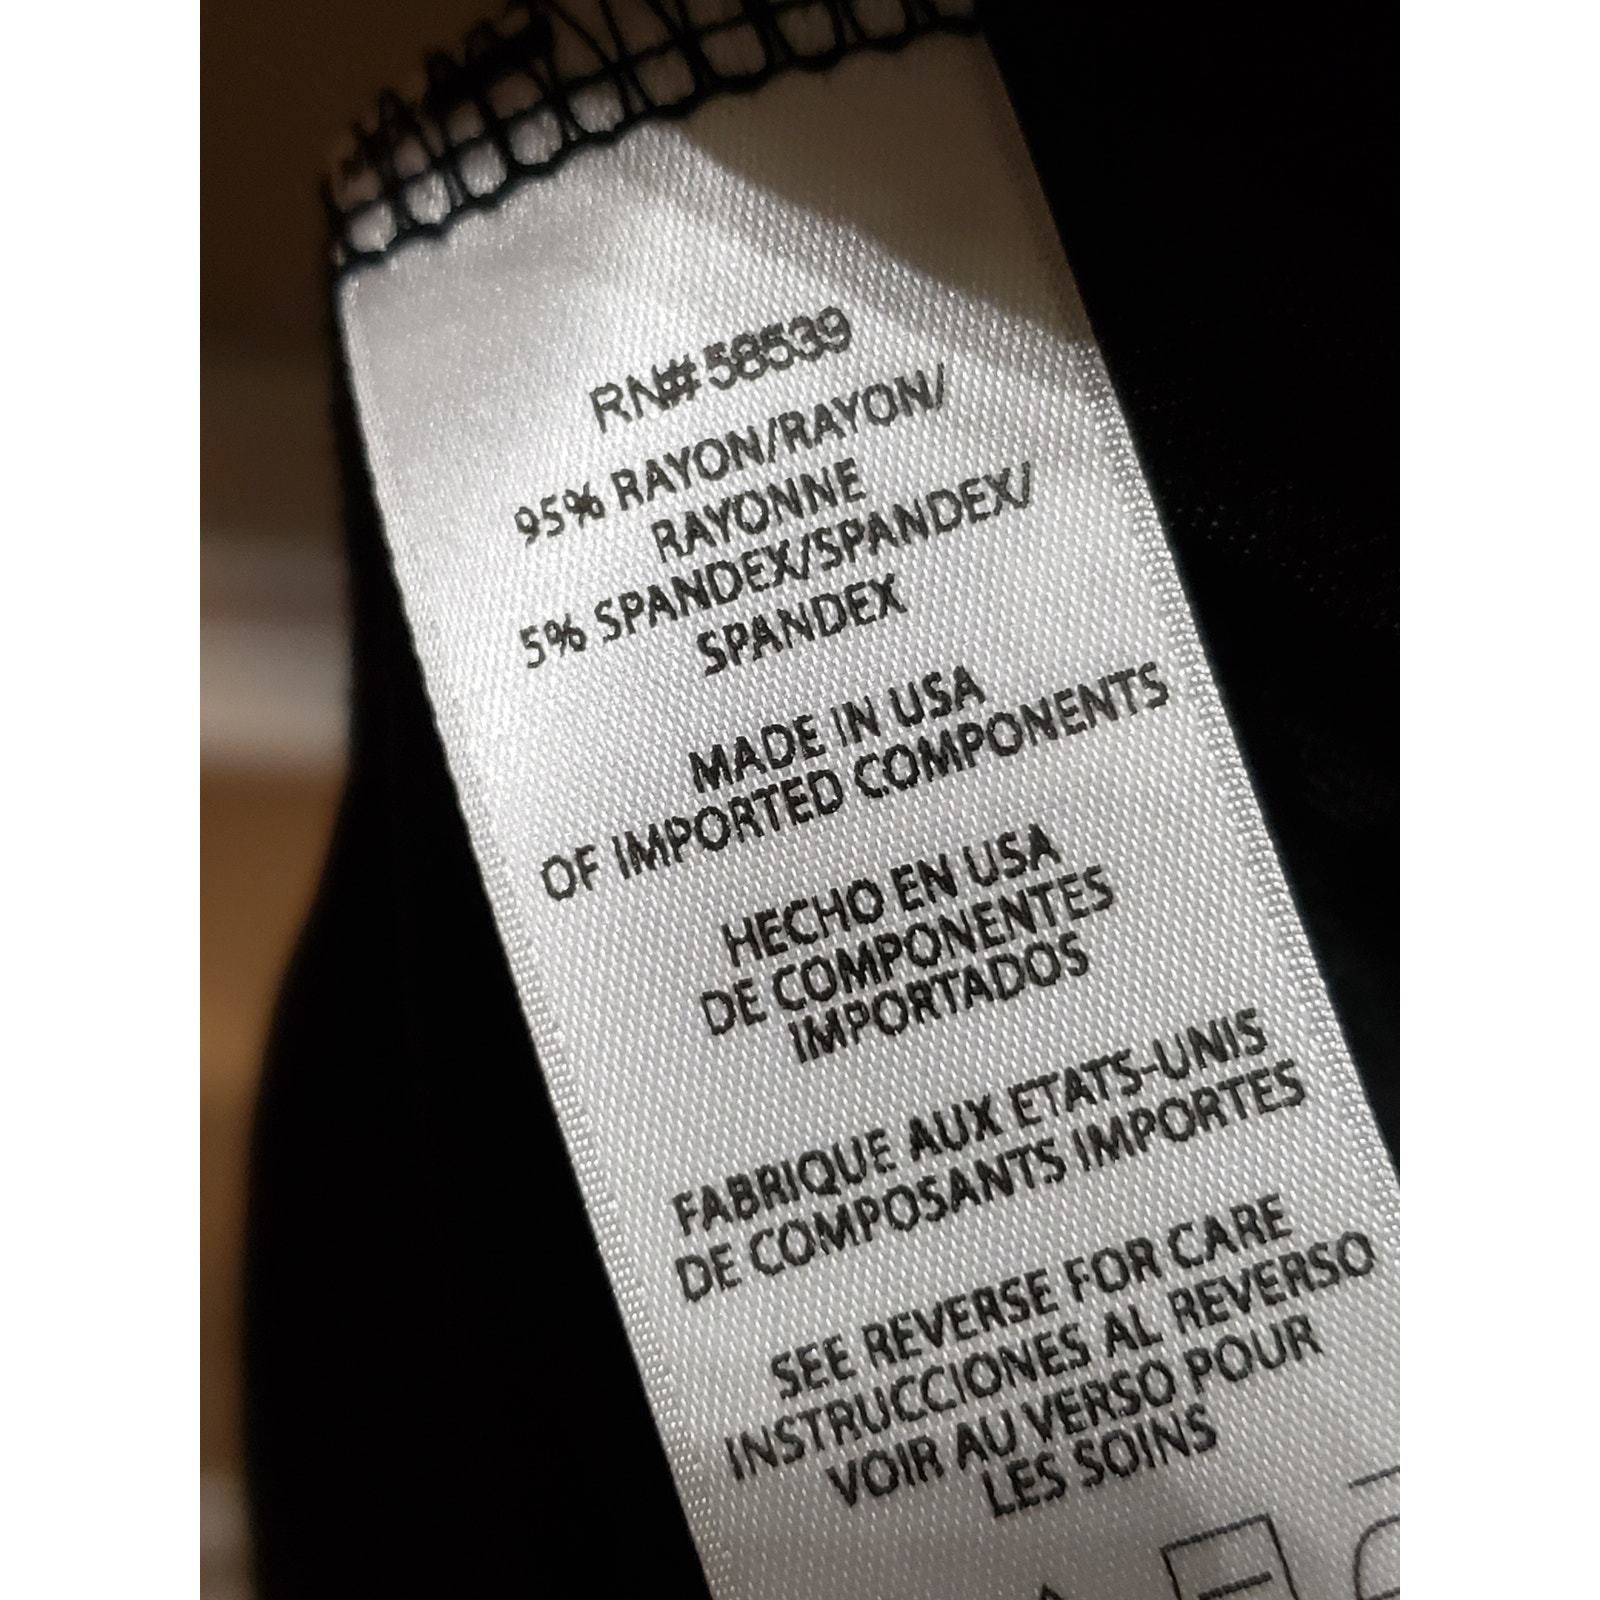 RN# 58539
95% RAYON/RAYON/
RAYONNE
5% SPANDEX/SPANDEX/
SPANDEX
MADE IN USA
OF IMPORTED COMPONENTS
HECHO EN USA
DE COMPONENTES
IMPORTADOS
FABRIQUE AUX ETATS-UNIS
DE COMPOSANTS IMPORTES
SEE REVERSE FOR CARE
INSTRUCCIONES AL REVERSO
VOIR AU VERSO POUR
LES SOINS